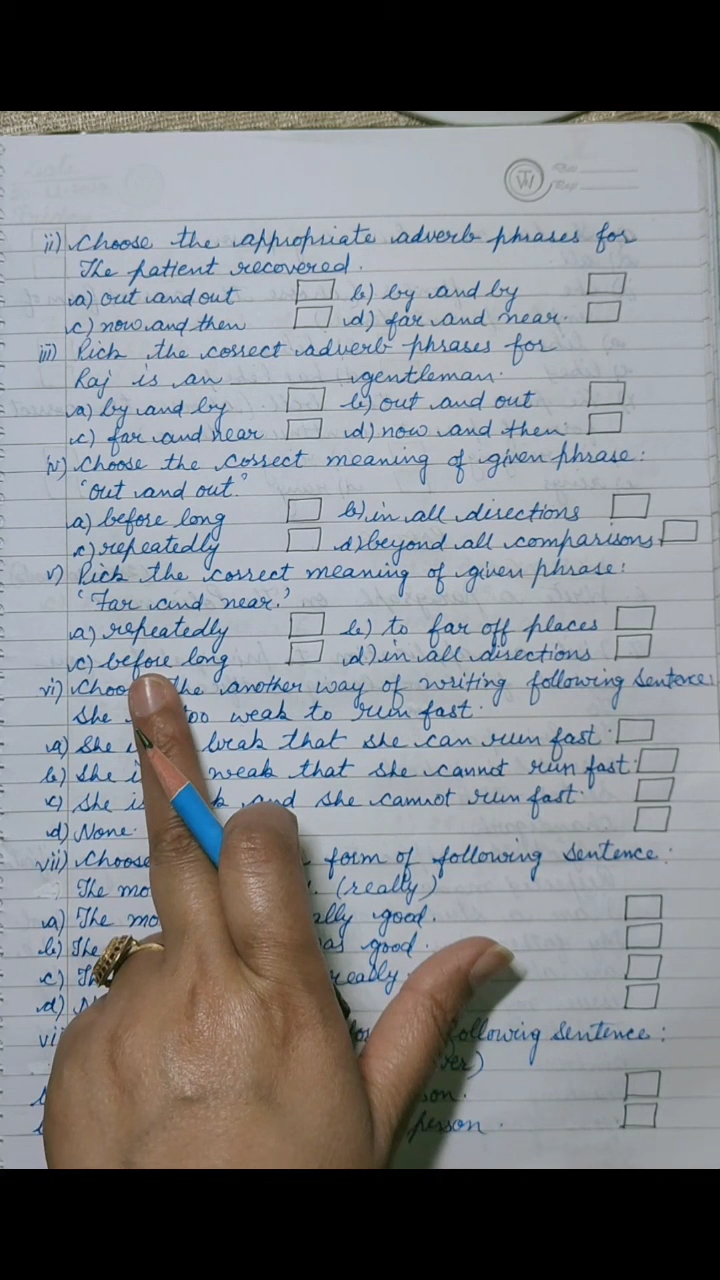 ii) Choose the appropriate adverb phrases for
The patient recovered.
a) out and out b) by and by
c) now and then d) far and near.
iii) Pick the correct adverb phrases for
Raj is an ________ gentleman.
a) by and by b) out and out
c) far and near d) now and then
iv) Choose the correct meaning of given phrase:
'out and out.'
a) before long b) in all directions
c) repeatedly d) beyond all comparisons
v) Pick the correct meaning of given phrase:
'Far and near.'
a) repeatedly b) to far off places
c) before long d) in all directions
vi) the another way of writing following sentence:
She too weak to run fast.
a) She weak that she can run fast.
b) She weak that she cannot run fast.
c) She is and she cannot run fast.
d) None.
vii) Choose form of following sentence:
The (really)
a) The good.
b) The good.
c) really
d)
following sentence:
person.